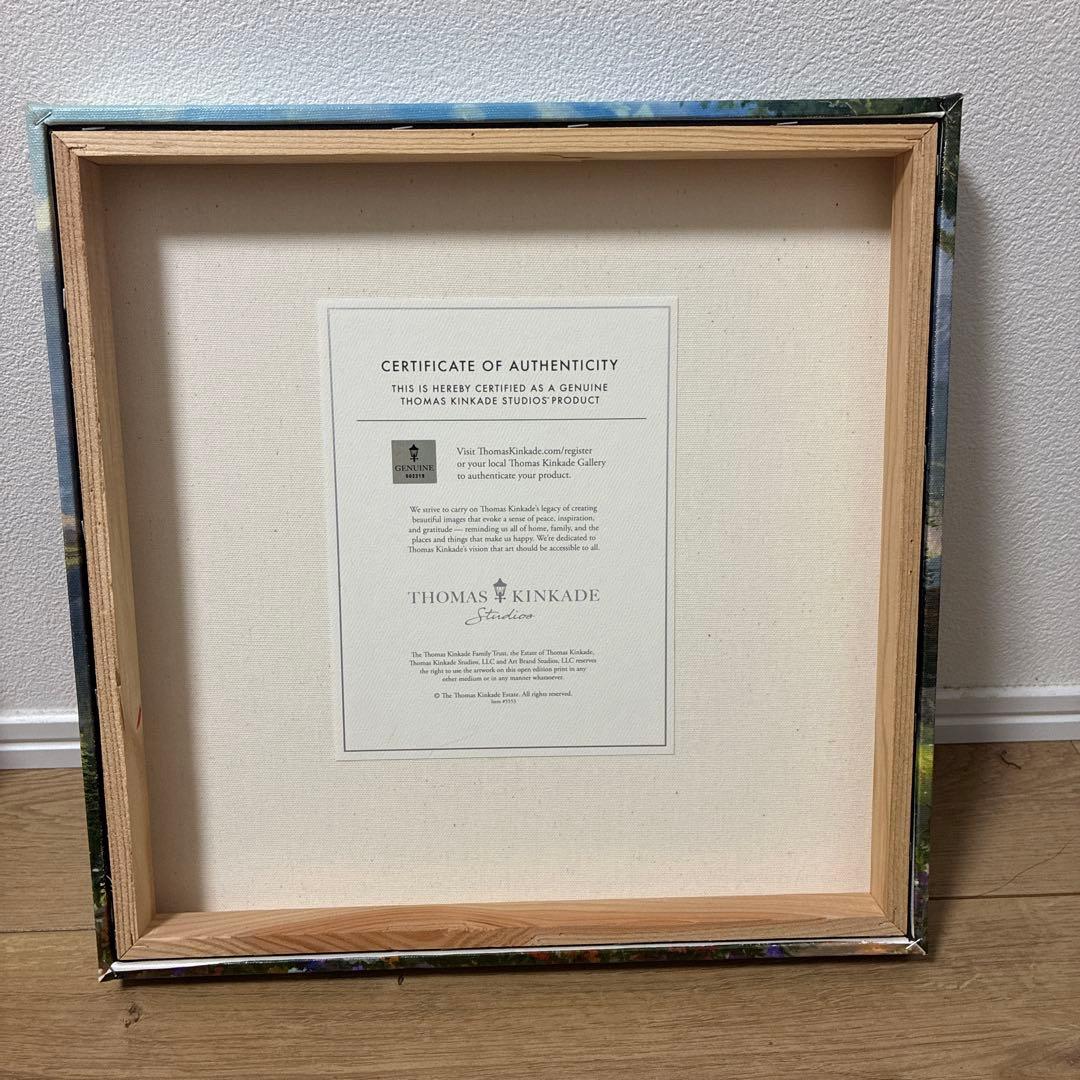 CERTIFICATE OF AUTHENTICITY
THIS IS HEREBY CERTIFIED AS A GENUINE
THOMAS KINKADE STUDIOS® PRODUCT
GENUINE
Visit ThomasKinkade.com/register
or your local Thomas Kinkade Gallery
to authenticate your product.
We strive to carry on Thomas Kinkade's legacy of creating
beautiful images that evoke a sense of peace, inspiration,
and gratitude — reminding us all of home, family, and the
places and things that make us happy. We're dedicated to
Thomas Kinkade's vision that art should be accessible to all.
THOMAS KINKADE
Studios
The Thomas Kinkade Family Trust, the Estate of Thomas Kinkade,
Thomas Kinkade Studios, LLC and Art Brand Studios, LLC reserves
the right to use the artwork on this open edition print in any
other medium or in any manner whatsoever.
© The Thomas Kinkade Estate. All rights reserved.
Item